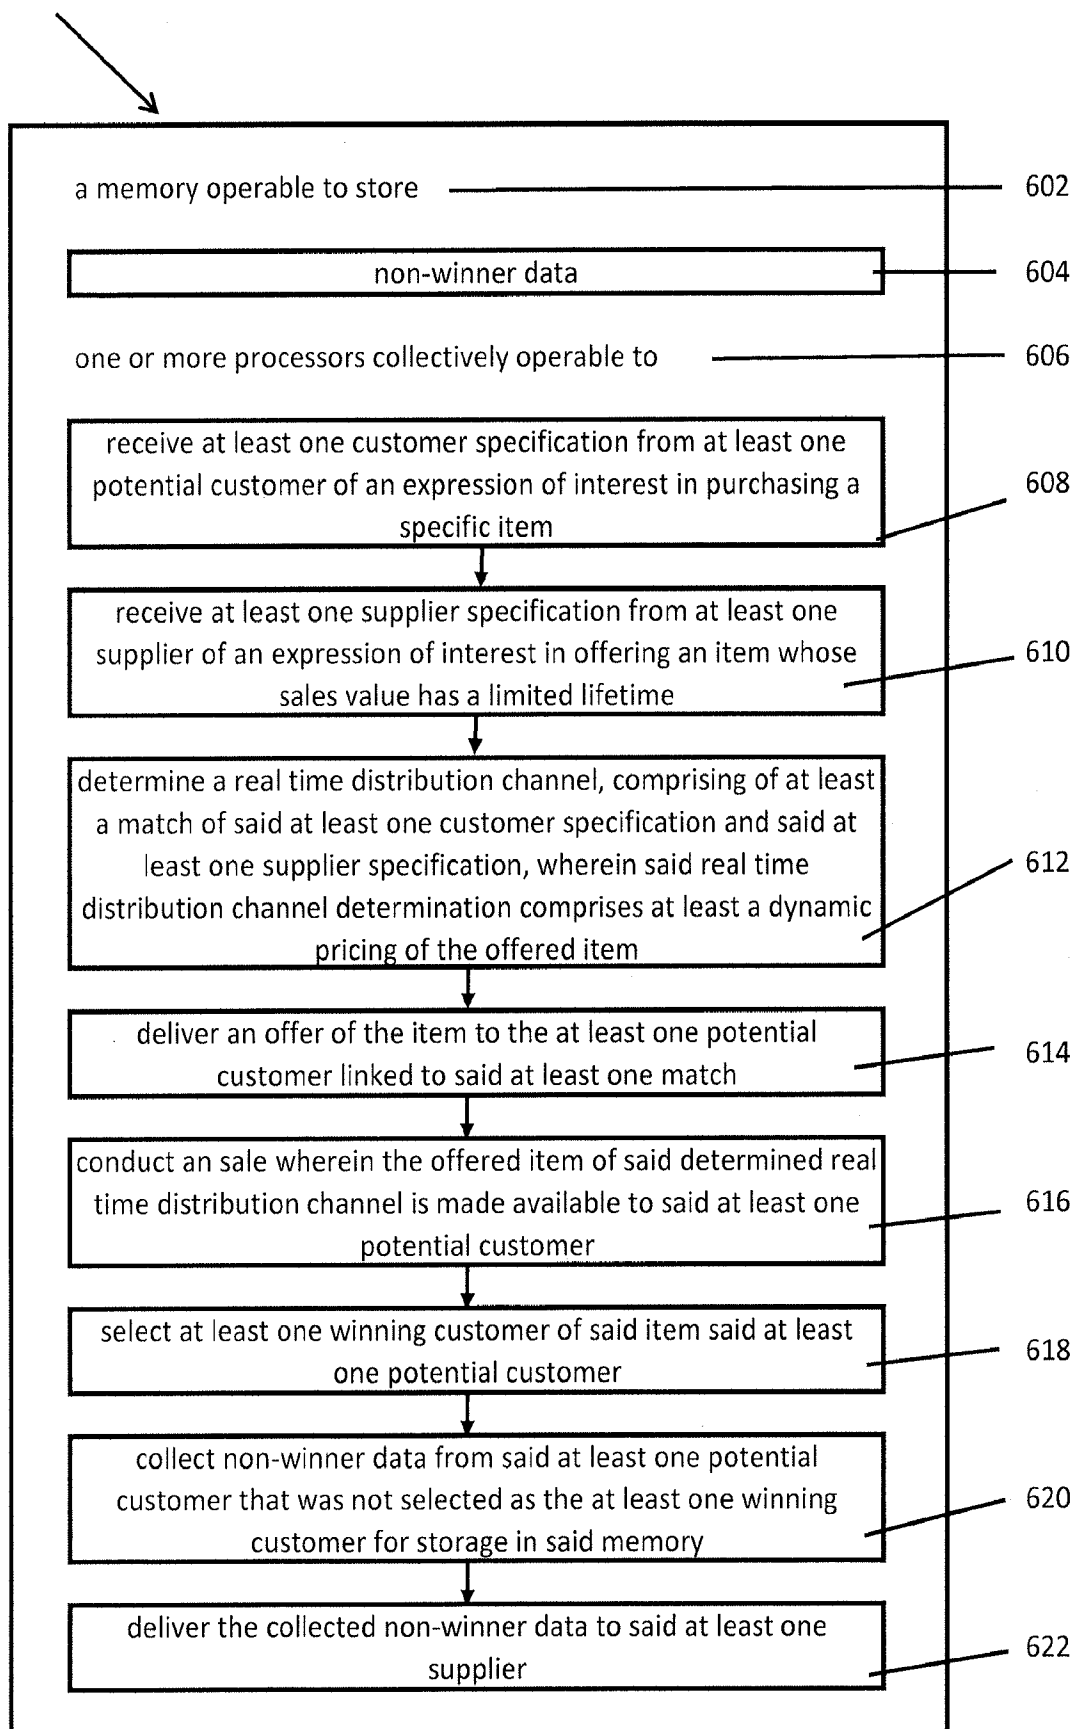 a memory operable to store 602
non-winner data 604
one or more processors collectively operable to 606
receive at least one customer specification from at least one
potential customer of an expression of interest in purchasing a
specific item
608
receive at least one supplier specification from at least one
supplier of an expression of interest in offering an item whose
sales value has a limited lifetime
610
determine a real time distribution channel, comprising of at least
a match of said at least one customer specification and said at
least one supplier specification, wherein said real time
distribution channel determination comprises at least a dynamic
pricing of the offered item
612
deliver an offer of the item to the at least one potential
customer linked to said at least one match
614
conduct an sale wherein the offered item of said determined real
time distribution channel is made available to said at least one
potential customer
616
select at least one winning customer of said item said at least
one potential customer
618
collect non-winner data from said at least one potential
customer that was not selected as the at least one winning
customer for storage in said memory
620
deliver the collected non-winner data to said at least one
supplier
622